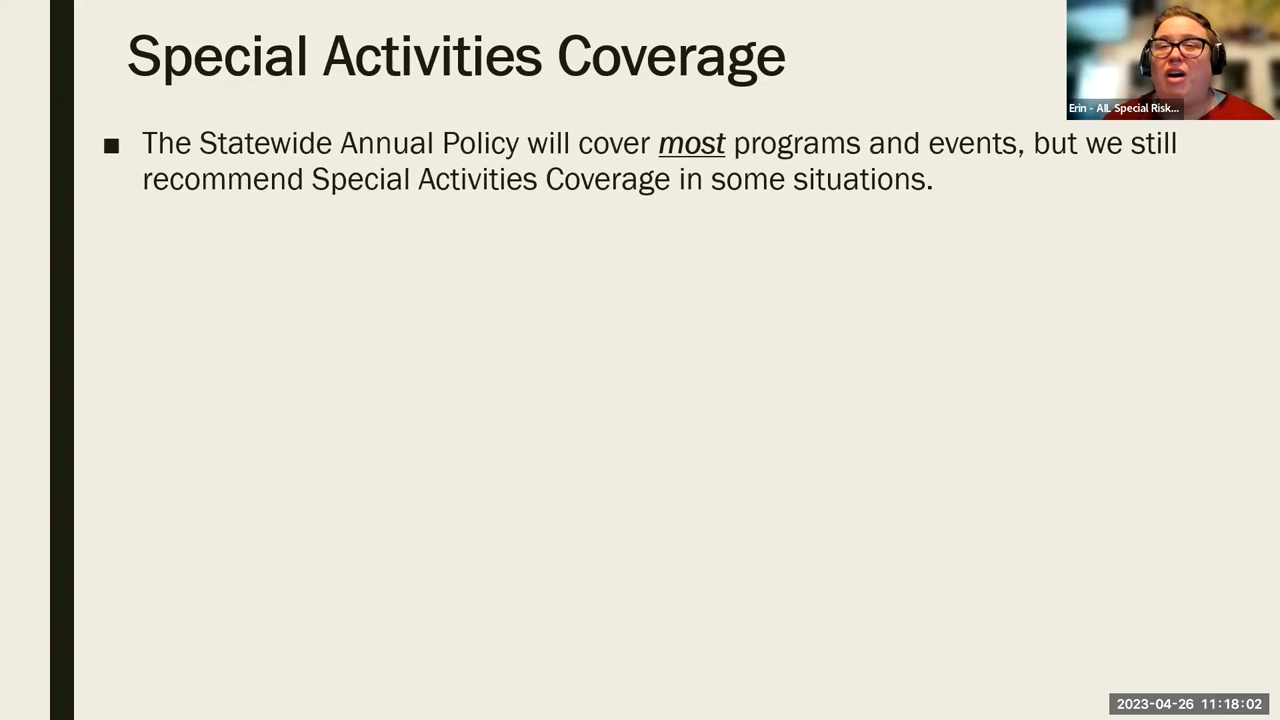 Special Activities Coverage
Erin - AIL Special Risk...
■ The Statewide Annual Policy will cover most programs and events, but we still
recommend Special Activities Coverage in some situations.
2023-04-26 11:18:02